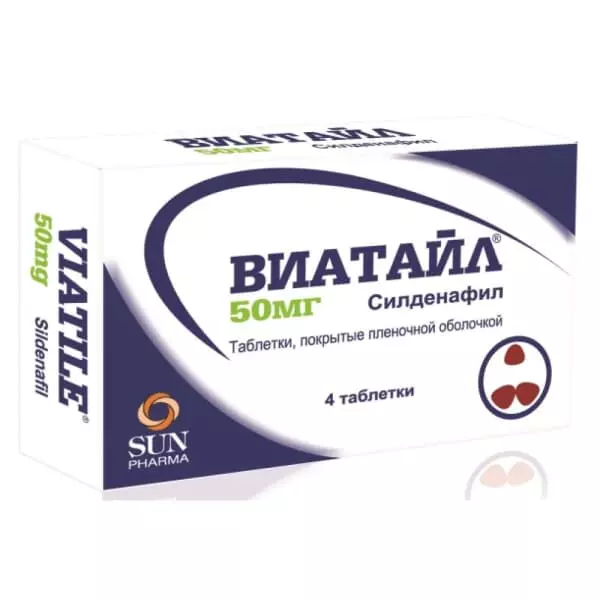 ВИАТАЙЛ
50МГ Силденафил
VIATILE®
50mg Sildenafil
ВИАТАЙЛ®
50МГ Силденафил
Таблетки, покрытые пленочной оболочкой
4 таблетки
SUN
PHARMA